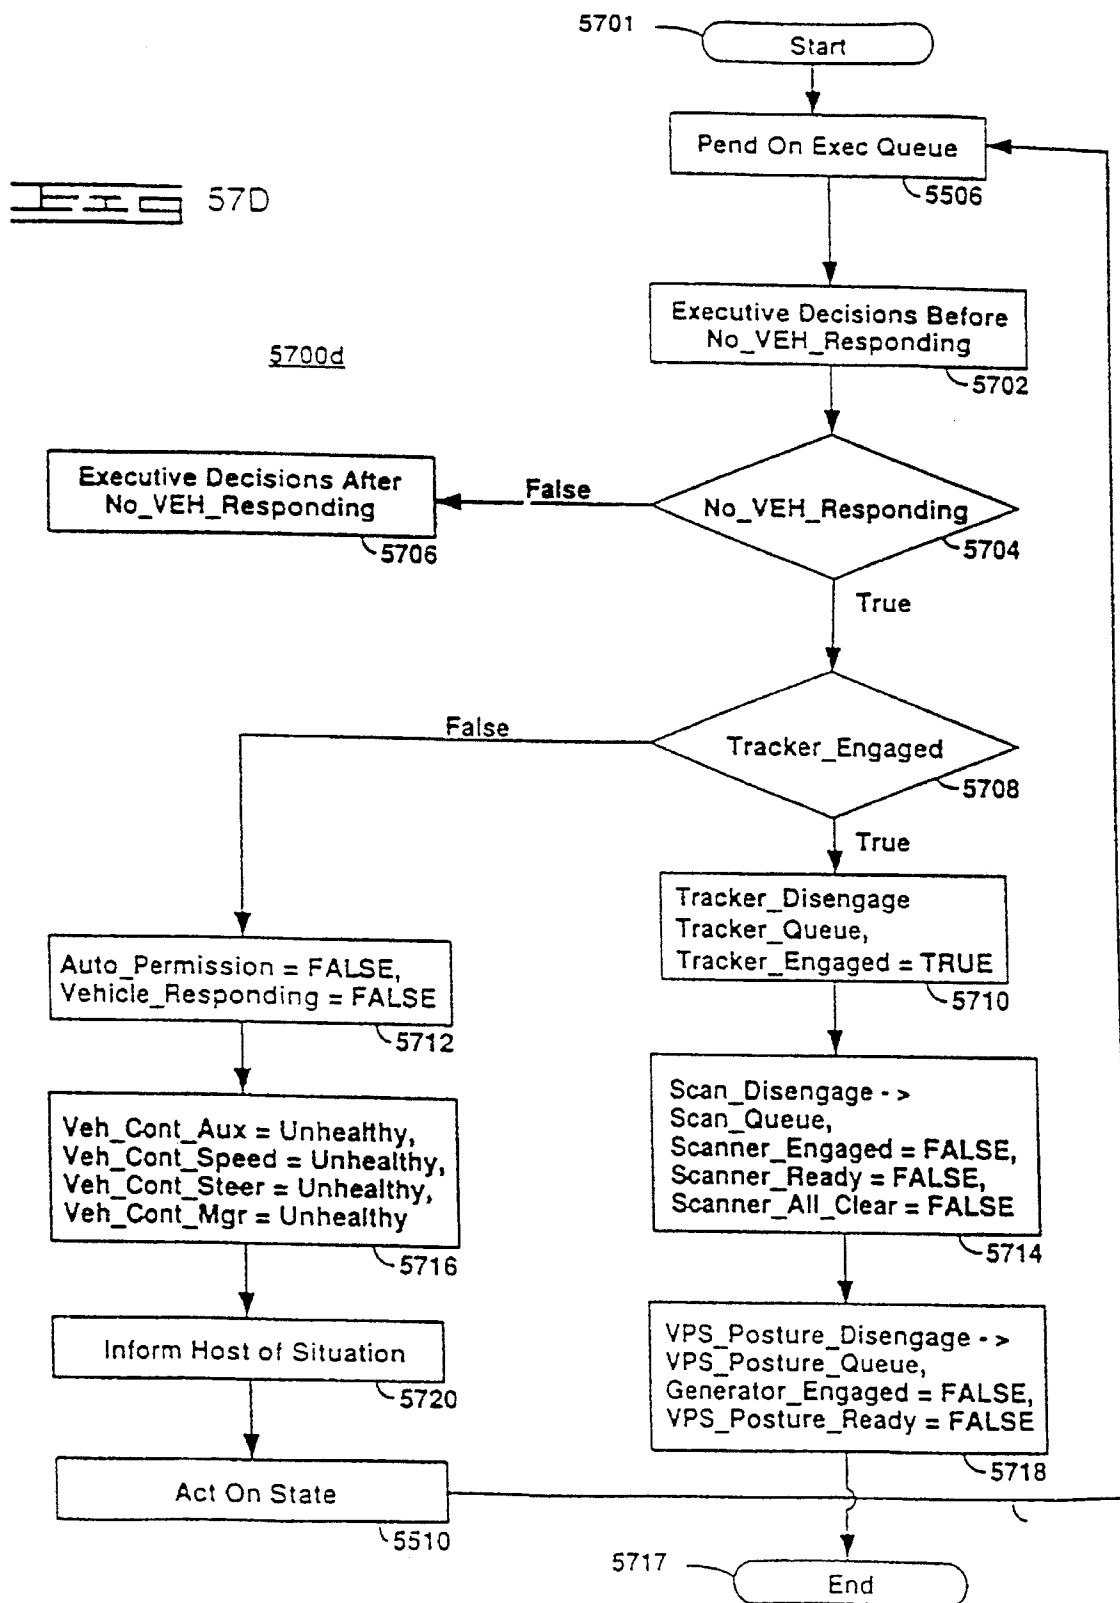 5701
Start
Pend On Exec Queue
5506
FIG 57D
Executive Decisions Before
No_VEH_Responding
5702
5700d
Executive Decisions After
No_VEH_Responding
5706
False
No_VEH_Responding
5704
True
False
Tracker_Engaged
5708
True
Tracker_Disengage
Tracker_Queue,
Tracker_Engaged = TRUE
5710
Auto_Permission = FALSE,
Vehicle_Responding = FALSE
5712
Scan_Disengage ->
Scan_Queue,
Scanner_Engaged = FALSE,
Scanner_Ready = FALSE,
Scanner_All_Clear = FALSE
5714
Veh_Cont_Aux = Unhealthy,
Veh_Cont_Speed = Unhealthy,
Veh_Cont_Steer = Unhealthy,
Veh_Cont_Mgr = Unhealthy
5716
VPS_Posture_Disengage ->
VPS_Posture_Queue,
Generator_Engaged = FALSE,
VPS_Posture_Ready = FALSE
5718
Inform Host of Situation
5720
Act On State
5510
5717
End